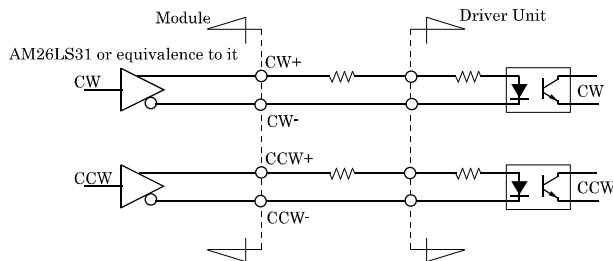 Module
Driver Unit
AM26LS31 or equivalence to it
CW
CW+
CW-
CW
CCW
CCW+
CCW-
CCW